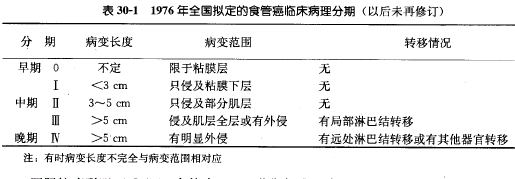 表 30-1 1976 年全国拟定的食管癌临床病理分期（以后未再修订）
分 期 病变长度 病变范围 转移情况
早期 0 不定 限于粘膜层 无
Ⅰ <3 cm 只侵及粘膜下层 无
中期 Ⅱ 3～5 cm 只侵及部分肌层 无
Ⅲ >5 cm 侵及肌层全层或有外侵 有局部淋巴结转移
晚期 Ⅳ >5 cm 有明显外侵 有远处淋巴结转移或有其他器官转移
注：有时病变长度不完全与病变范围相对应